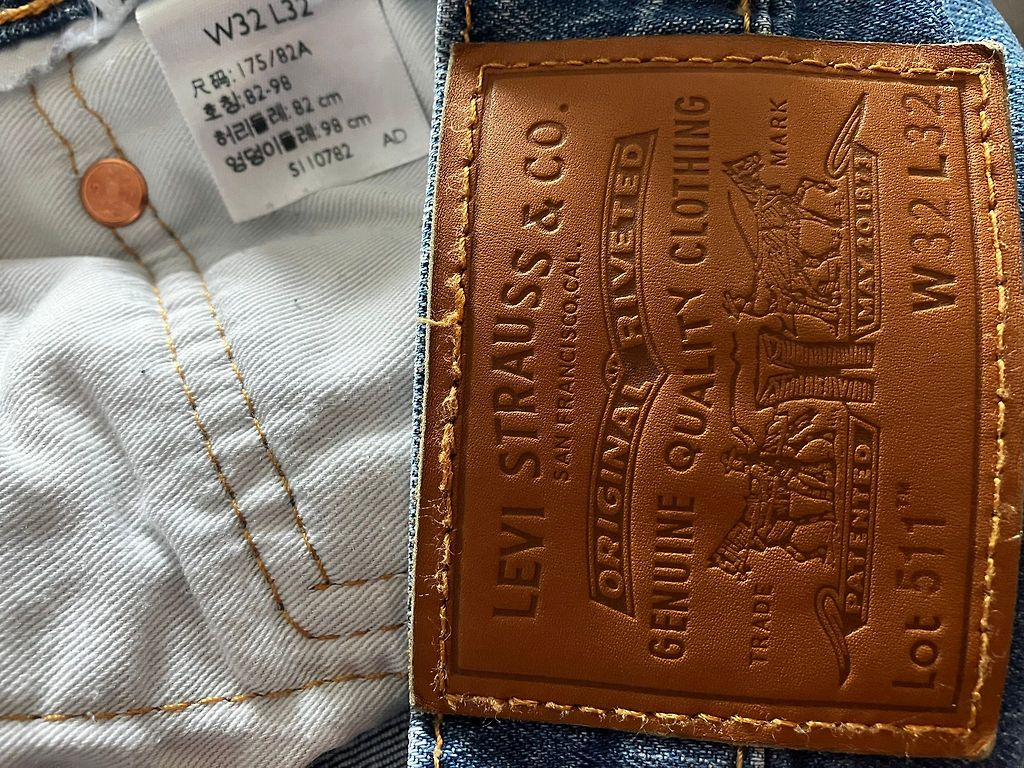 W32 L32
尺码:175/82A
호칭:82-98
허리둘레: 82 cm
엉덩이둘레: 98 cm
S110782 AD
LEVI STRAUSS & CO.
SAN FRANCISCO.CAL.
ORIGINAL RIVETED
GENUINE QUALITY CLOTHING
TRADE MARK
PATENTED MAY 20 1873
Lot 511™ W32 L32